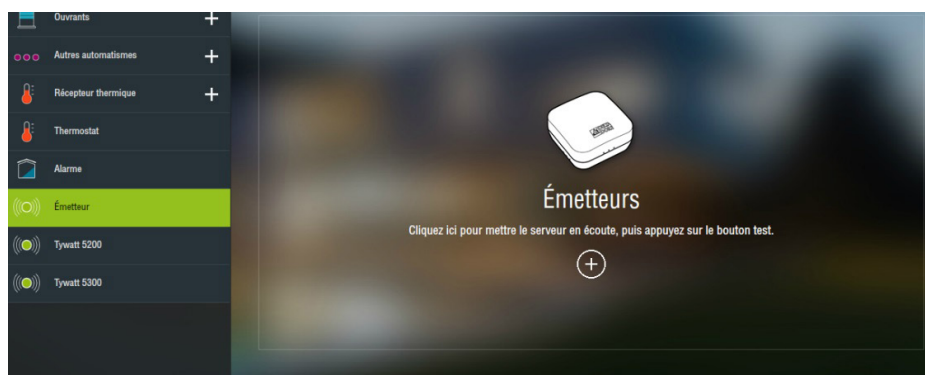 Ouvrants
Autres automatismes
Récepteur thermique
Thermostat
Alarme
Émetteur
Tywatt 5200
Tywatt 5300
Émetteurs
Cliquez ici pour mettre le serveur en écoute, puis appuyez sur le bouton test.